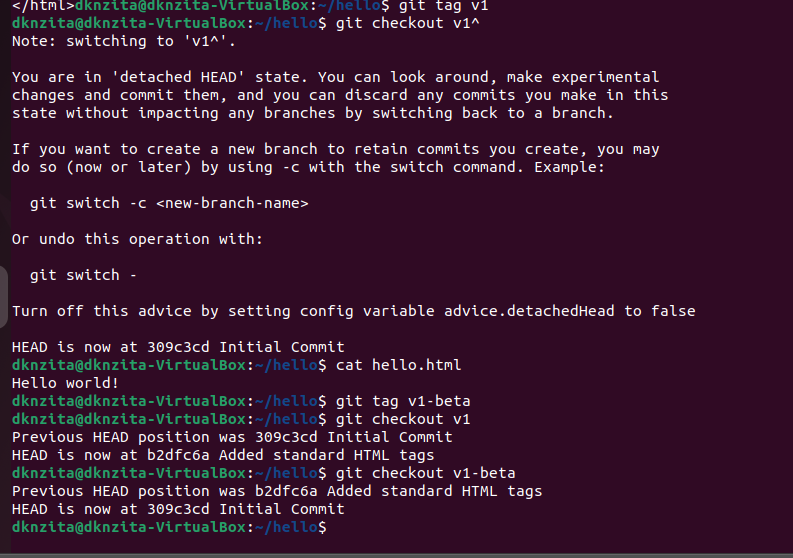 </html>dknzita@dknzita-VirtualBox:~/hello$ git tag v1
dknzita@dknzita-VirtualBox:~/hello$ git checkout v1^
Note: switching to 'v1^'.

You are in 'detached HEAD' state. You can look around, make experimental
changes and commit them, and you can discard any commits you make in this
state without impacting any branches by switching back to a branch.

If you want to create a new branch to retain commits you create, you may
do so (now or later) by using -c with the switch command. Example:

  git switch -c <new-branch-name>

Or undo this operation with:

  git switch -

Turn off this advice by setting config variable advice.detachedHead to false

HEAD is now at 309c3cd Initial Commit
dknzita@dknzita-VirtualBox:~/hello$ cat hello.html
Hello world!
dknzita@dknzita-VirtualBox:~/hello$ git tag v1-beta
dknzita@dknzita-VirtualBox:~/hello$ git checkout v1
Previous HEAD position was 309c3cd Initial Commit
HEAD is now at b2dfc6a Added standard HTML tags
dknzita@dknzita-VirtualBox:~/hello$ git checkout v1-beta
Previous HEAD position was b2dfc6a Added standard HTML tags
HEAD is now at 309c3cd Initial Commit
dknzita@dknzita-VirtualBox:~/hello$